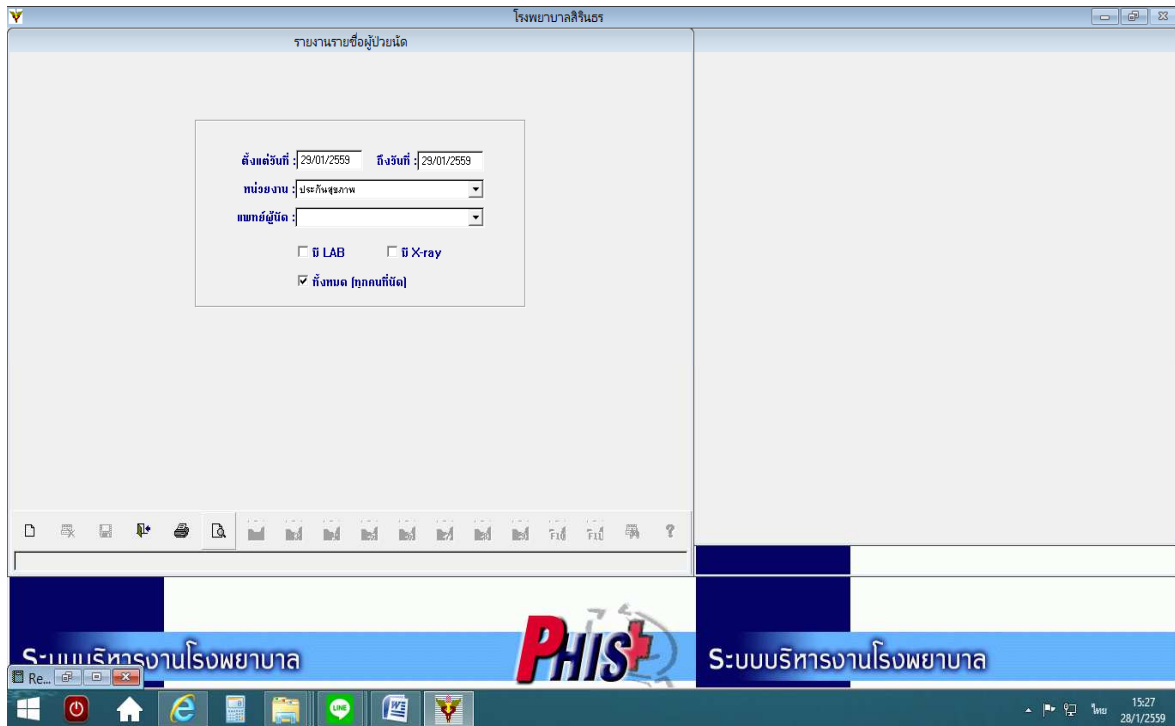 โรงพยาบาลสิรินธร
รายงานรายชื่อผู้ป่วยนัด
ตั้งแต่วันที่ : 29/01/2559 ถึงวันที่ : 29/01/2559
หน่วยงาน : ประกันสุขภาพ
แพทย์ผู้นัด :
มี LAB มี X-ray
ทั้งหมด (ทุกคนที่นัด)
F10 F11 ?
PHIS
ระบบบริหารงานโรงพยาบาล ระบบบริหารงานโรงพยาบาล
Re...
LINE W
ไทย 15:27
28/1/2559